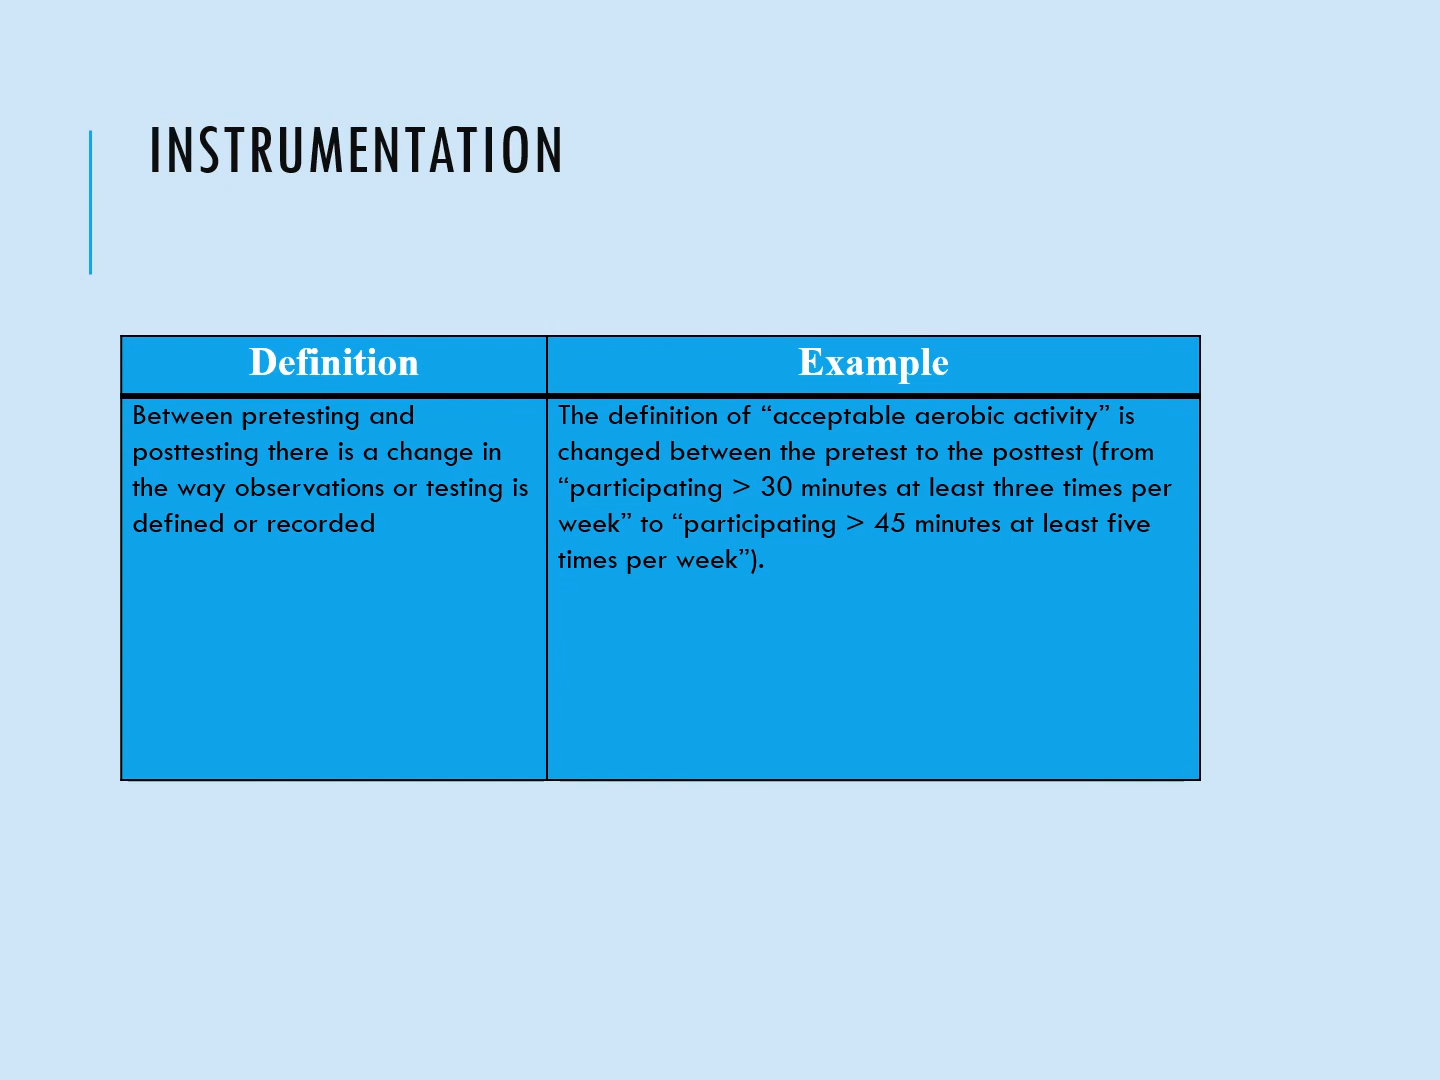 INSTRUMENTATION
Definition
Example
Between pretesting and
posttesting there is a change in
the way observations or testing is
defined or recorded
The definition of “acceptable aerobic activity” is
changed between the pretest to the posttest (from
“participating > 30 minutes at least three times per
week” to “participating > 45 minutes at least five
times per week”).